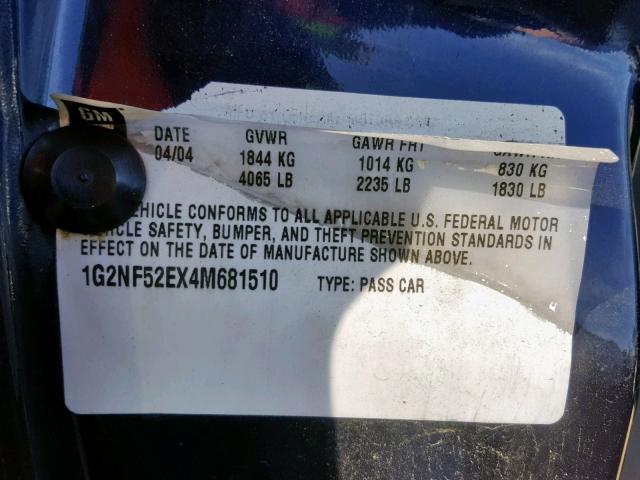 GM
DATE GVWR GAWR FRT
04/04 1844 KG 1014 KG 830 KG
4065 LB 2235 LB 1830 LB
VEHICLE CONFORMS TO ALL APPLICABLE U.S. FEDERAL MOTOR
VEHICLE SAFETY, BUMPER, AND THEFT PREVENTION STANDARDS IN
EFFECT ON THE DATE OF MANUFACTURE SHOWN ABOVE.
1G2NF52EX4M681510 TYPE: PASS CAR